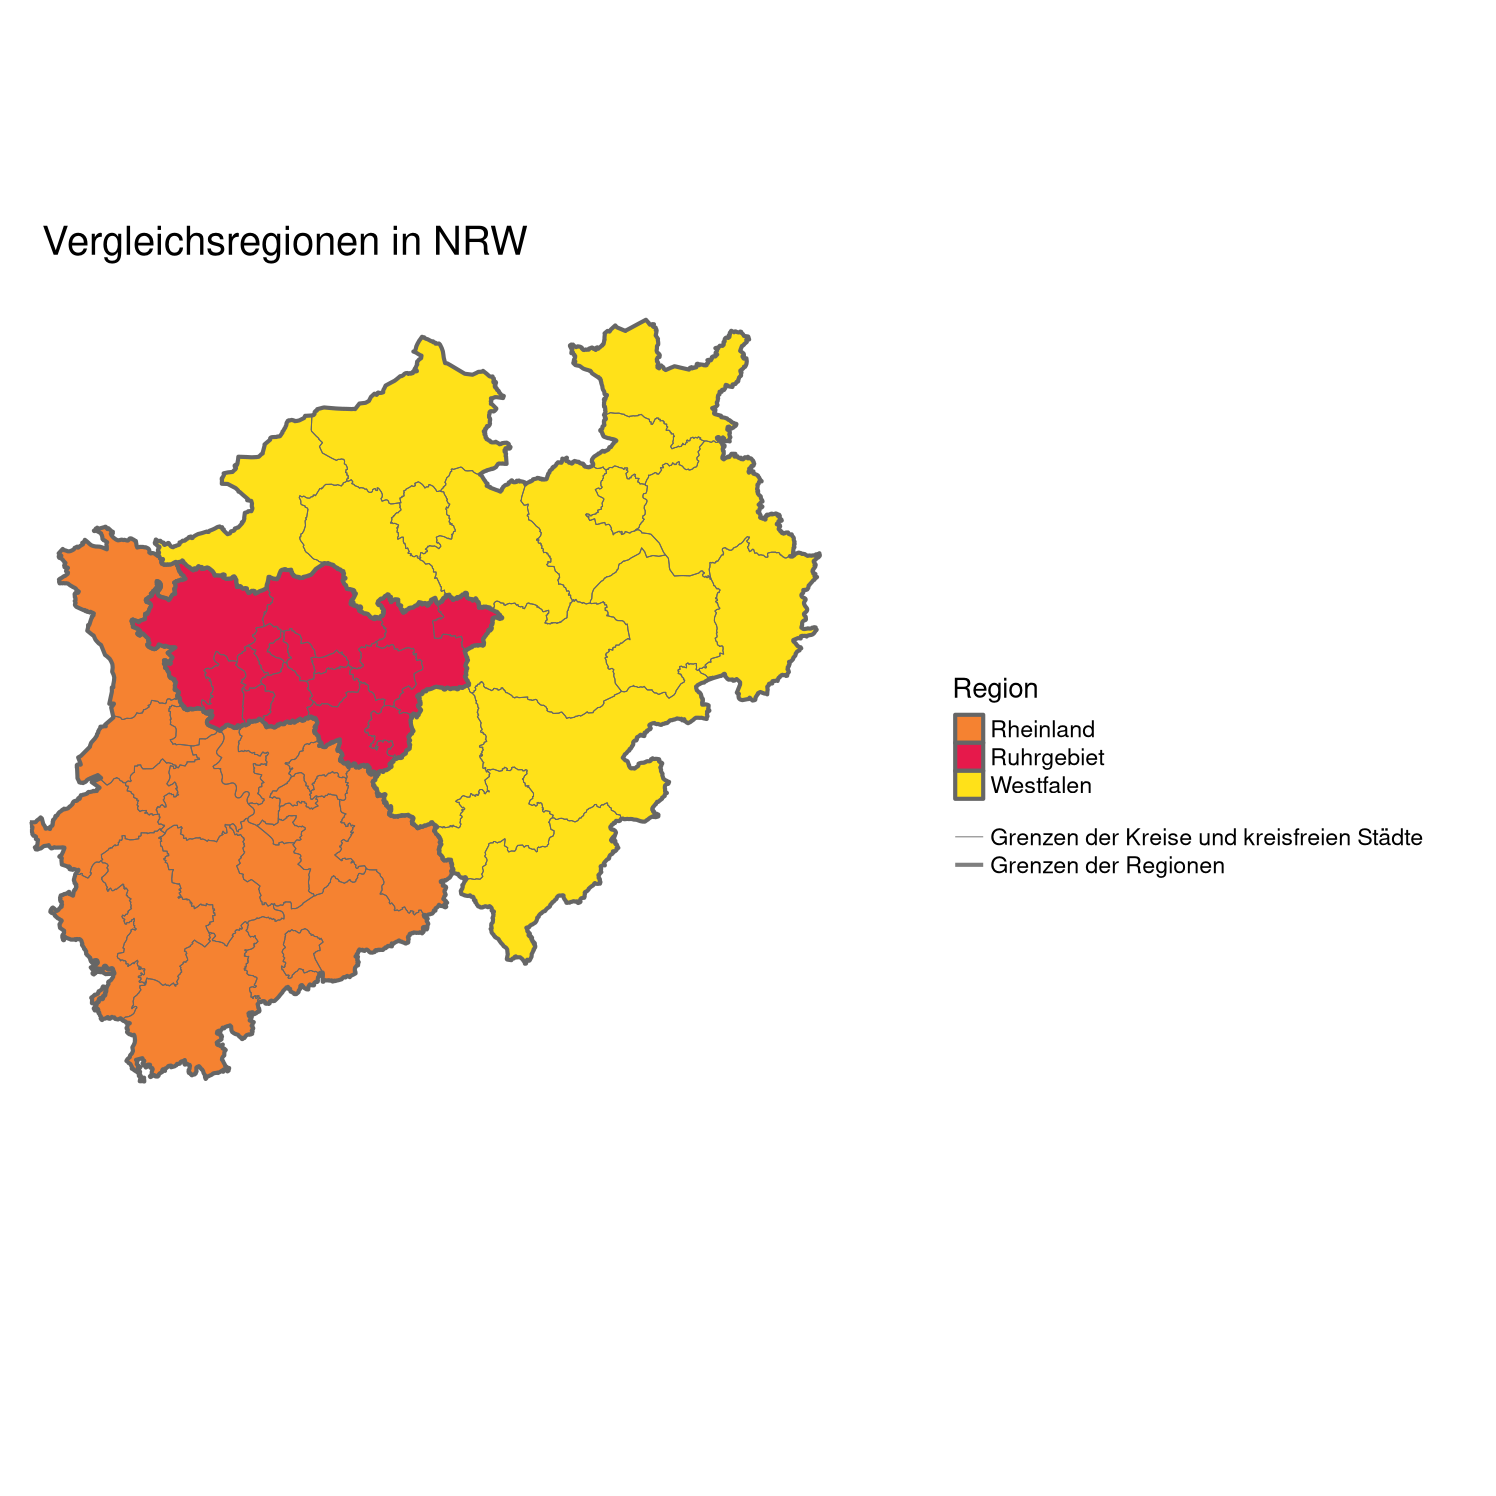 Vergleichsregionen in NRW
Region
Rheinland
Ruhrgebiet
Westfalen
Grenzen der Kreise und kreisfreien Städte
Grenzen der Regionen